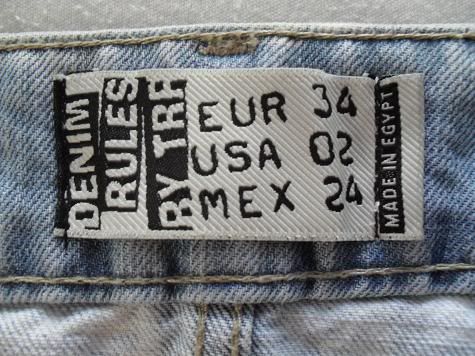 DENIM
RULES
BY TRF
EUR 34
USA 02
MEX 24
MADE IN EGYPT